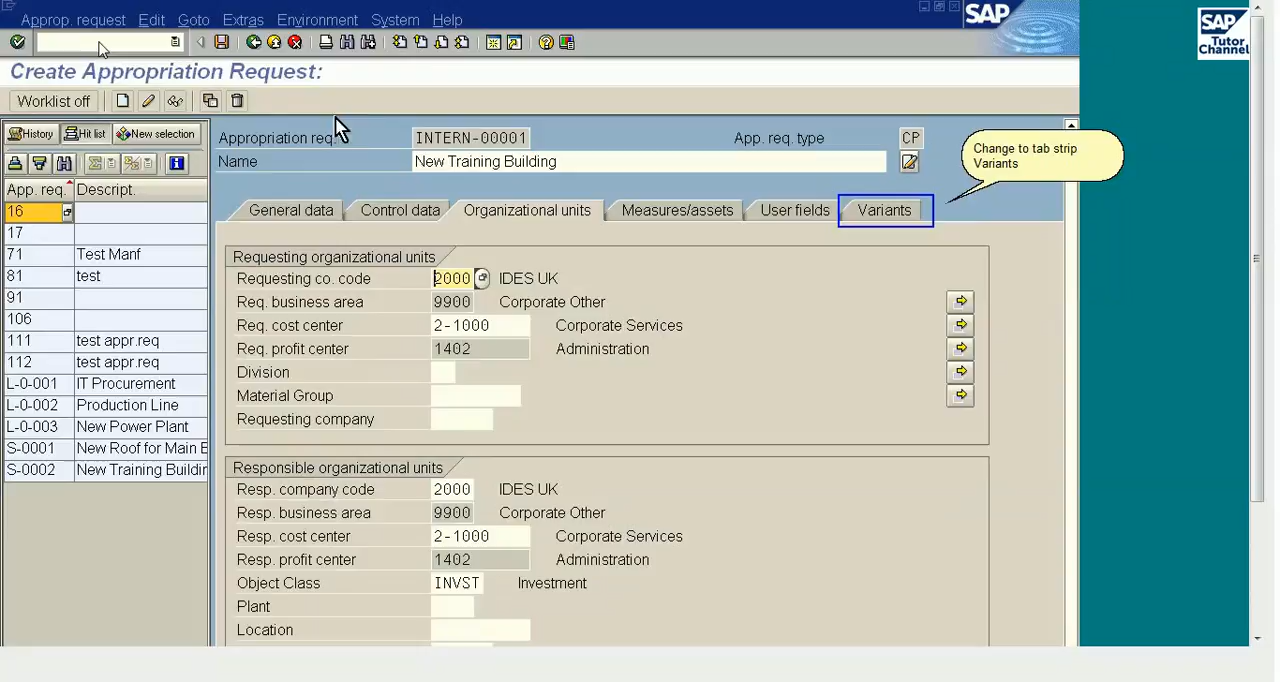 Approp. request Edit Goto Extras Environment System Help
SAP
SAP
Tutor
Channel
Create Appropriation Request:
Worklist off
History Hit list New selection
App. req. Descript.
16
17
71 Test Manf
81 test
91
106
111 test appr.req
112 test appr.req
L-0-001 IT Procurement
L-0-002 Production Line
L-0-003 New Power Plant
S-0001 New Roof for Main E
S-0002 New Training Buildin
Appropriation req. INTERN-00001 App. req. type CP
Name New Training Building
Change to tab strip
Variants
General data Control data Organizational units Measures/assets User fields Variants
Requesting organizational units
Requesting co. code 2000 IDES UK
Req. business area 9900 Corporate Other
Req. cost center 2-1000 Corporate Services
Req. profit center 1402 Administration
Division
Material Group
Requesting company
Responsible organizational units
Resp. company code 2000 IDES UK
Resp. business area 9900 Corporate Other
Resp. cost center 2-1000 Corporate Services
Resp. profit center 1402 Administration
Object Class INVST Investment
Plant
Location